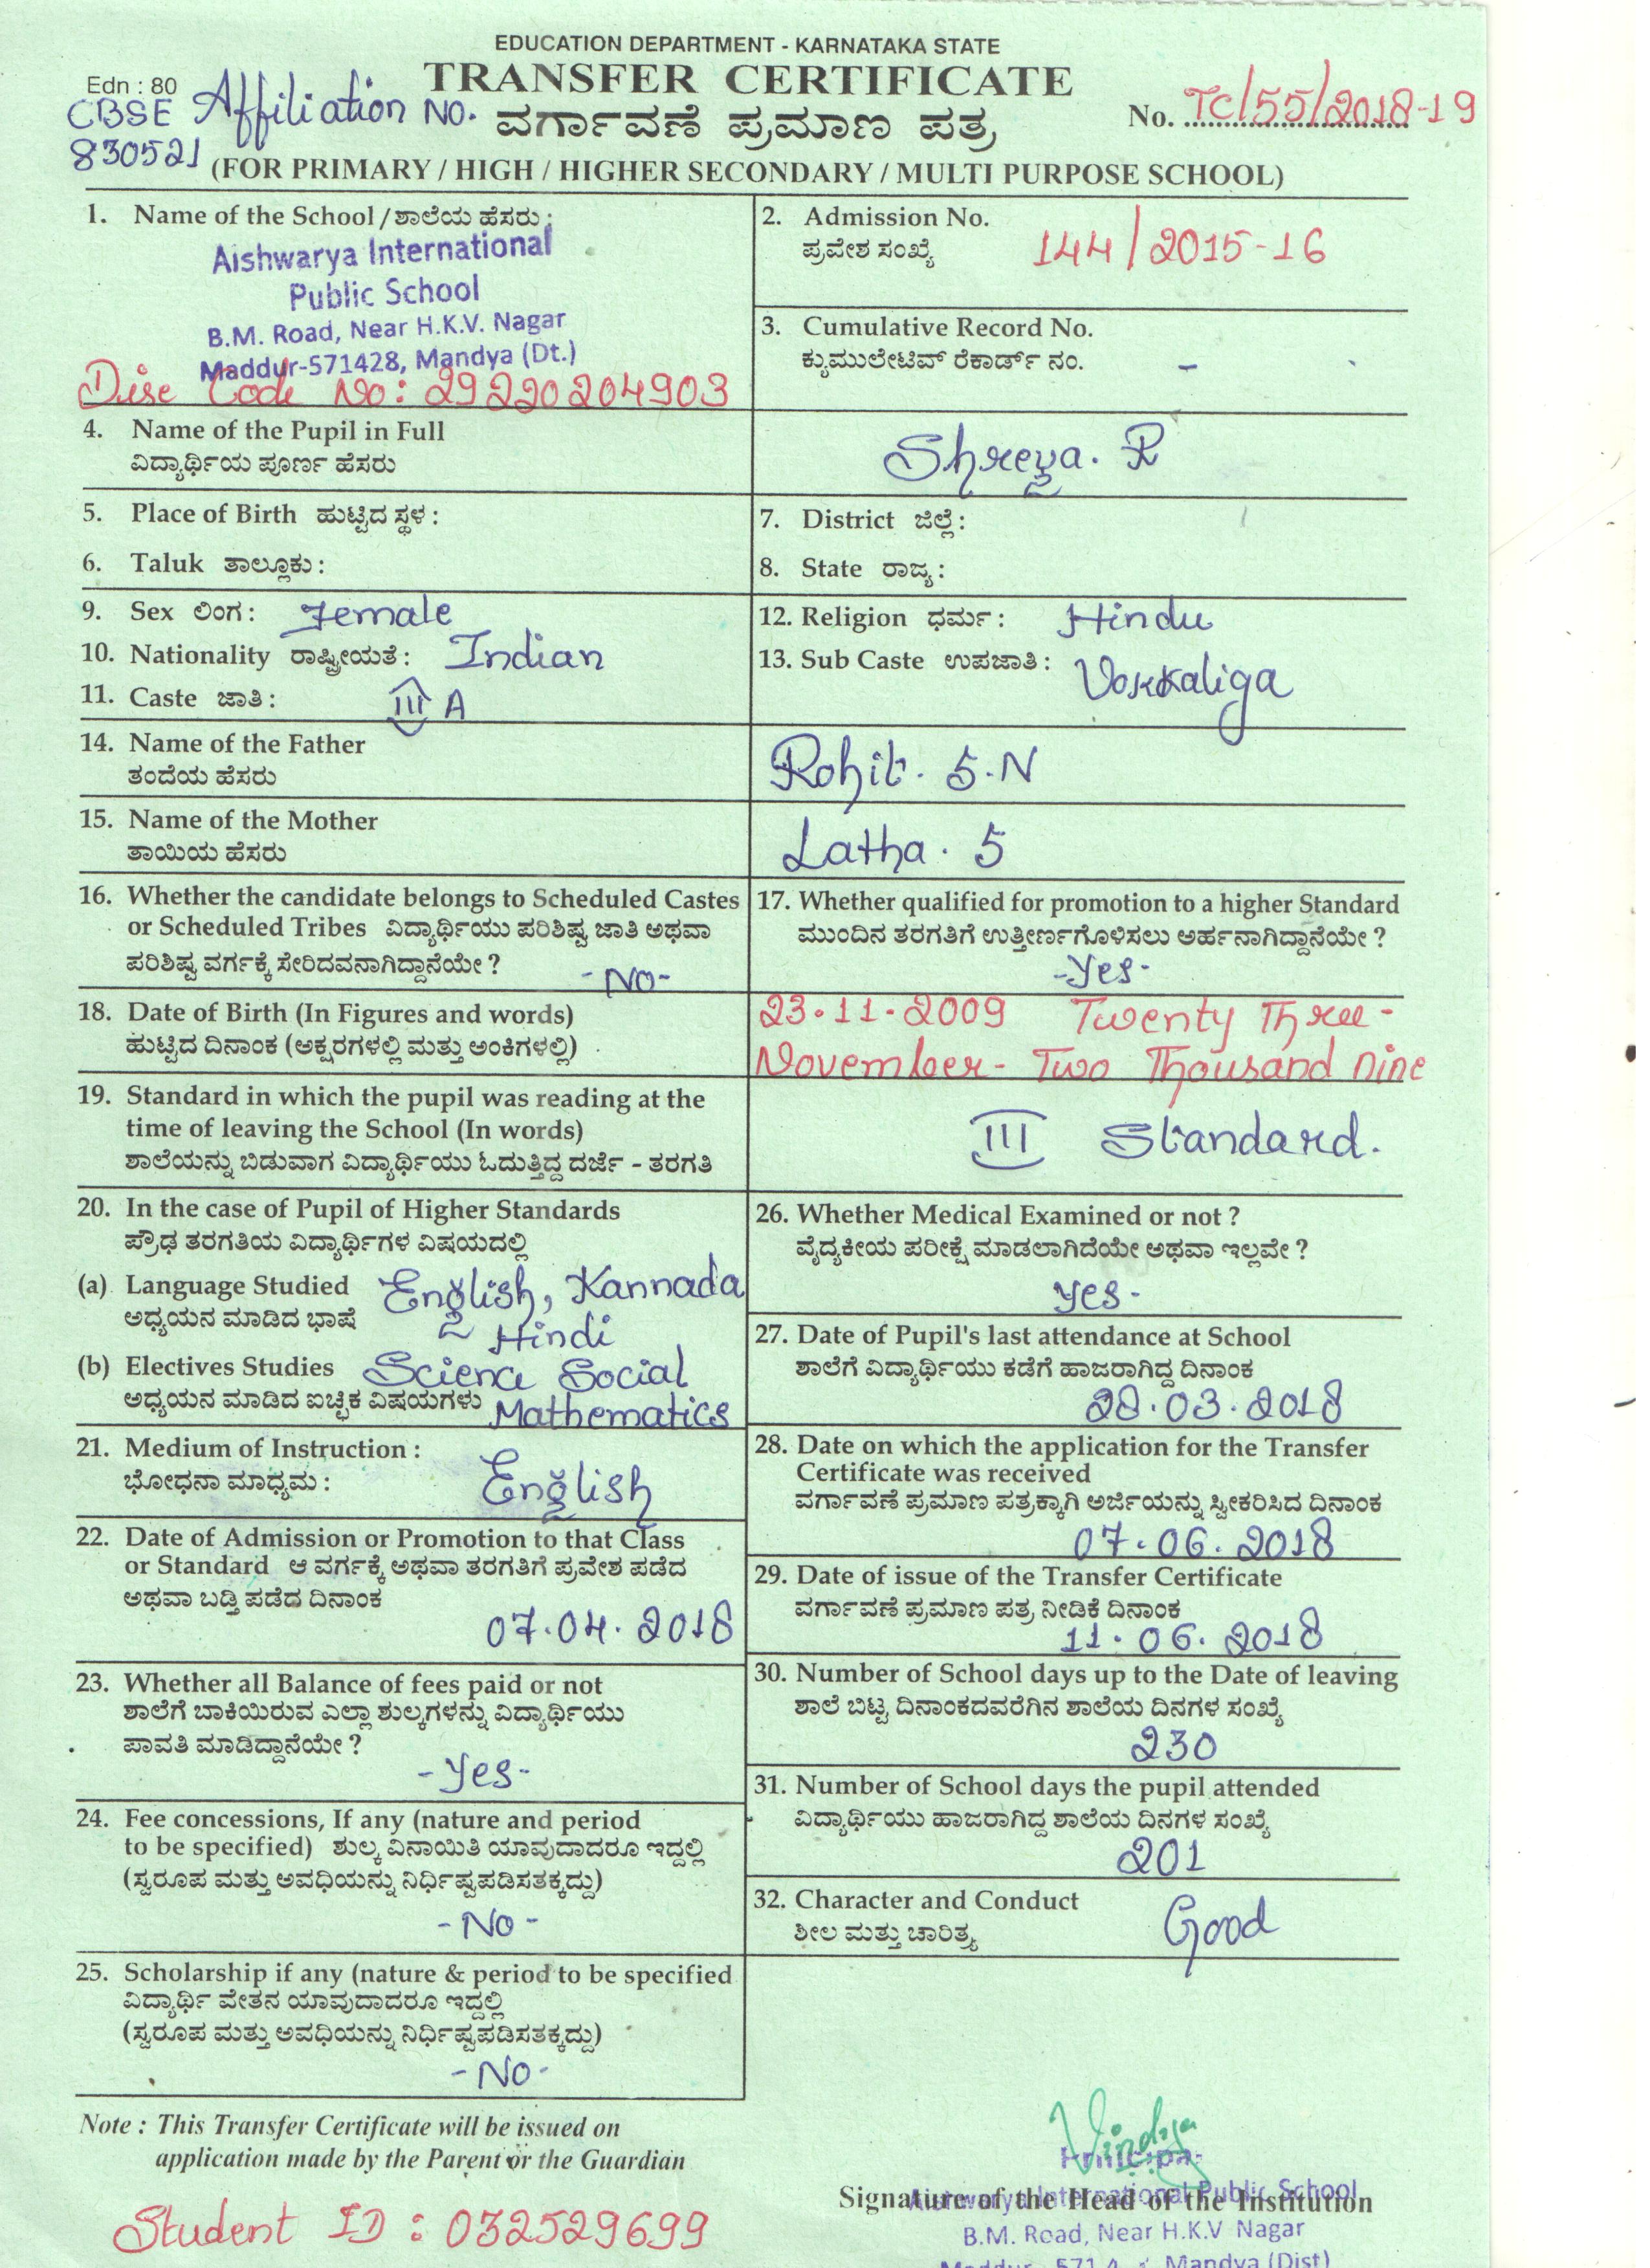 EDUCATION DEPARTMENT - KARNATAKA STATE
Edn : 80
TRANSFER CERTIFICATE
CBSE Affiliation NO.
830521
ವರ್ಗಾವಣೆ ಪ್ರಮಾಣ ಪತ್ರ
No. TC/55/2018-19
(FOR PRIMARY / HIGH / HIGHER SECONDARY / MULTI PURPOSE SCHOOL)
1. Name of the School / ಶಾಲೆಯ ಹೆಸರು :
Aishwarya International
Public School
B.M. Road, Near H.K.V. Nagar
Maddur-571428, Mandya (Dt.)
Dise Code No: 29220204903
2. Admission No.
ಪ್ರವೇಶ ಸಂಖ್ಯೆ
144/2015-16
3. Cumulative Record No.
ಕ್ಯುಮುಲೇಟಿವ್ ರೆಕಾರ್ಡ್ ನಂ. -
4. Name of the Pupil in Full
ವಿದ್ಯಾರ್ಥಿಯ ಪೂರ್ಣ ಹೆಸರು
Shreya. R
5. Place of Birth ಹುಟ್ಟಿದ ಸ್ಥಳ :
7. District ಜಿಲ್ಲೆ :
6. Taluk ತಾಲ್ಲೂಕು :
8. State ರಾಜ್ಯ :
9. Sex ಲಿಂಗ : Female
10. Nationality ರಾಷ್ಟ್ರೀಯತೆ : Indian
11. Caste ಜಾತಿ : III A
12. Religion ಧರ್ಮ : Hindu
13. Sub Caste ಉಪಜಾತಿ : Vokkaliga
14. Name of the Father
ತಂದೆಯ ಹೆಸರು
Rohit. S.N
15. Name of the Mother
ತಾಯಿಯ ಹೆಸರು
Latha. S
16. Whether the candidate belongs to Scheduled Castes
or Scheduled Tribes ವಿದ್ಯಾರ್ಥಿಯು ಪರಿಶಿಷ್ಟ ಜಾತಿ ಅಥವಾ
ಪರಿಶಿಷ್ಟ ವರ್ಗಕ್ಕೆ ಸೇರಿದವನಾಗಿದ್ದಾನೆಯೇ ?
-NO-
17. Whether qualified for promotion to a higher Standard
ಮುಂದಿನ ತರಗತಿಗೆ ಉತ್ತೀರ್ಣಗೊಳಿಸಲು ಅರ್ಹನಾಗಿದ್ದಾನೆಯೇ ?
-Yes-
18. Date of Birth (In Figures and words)
ಹುಟ್ಟಿದ ದಿನಾಂಕ (ಅಕ್ಷರಗಳಲ್ಲಿ ಮತ್ತು ಅಂಕಿಗಳಲ್ಲಿ)
23.11.2009 Twenty Three-
November- Two Thousand nine
19. Standard in which the pupil was reading at the
time of leaving the School (In words)
ಶಾಲೆಯನ್ನು ಬಿಡುವಾಗ ವಿದ್ಯಾರ್ಥಿಯು ಓದುತ್ತಿದ್ದ ದರ್ಜೆ - ತರಗತಿ
III Standard.
20. In the case of Pupil of Higher Standards
ಪ್ರೌಢ ತರಗತಿಯ ವಿದ್ಯಾರ್ಥಿಗಳ ವಿಷಯದಲ್ಲಿ
(a) Language Studied English, Kannada
ಅಧ್ಯಯನ ಮಾಡಿದ ಭಾಷೆ Hindi
(b) Electives Studies Science Social
ಅಧ್ಯಯನ ಮಾಡಿದ ಐಚ್ಛಿಕ ವಿಷಯಗಳು Mathematics
21. Medium of Instruction :
ಭೋಧನಾ ಮಾಧ್ಯಮ : English
22. Date of Admission or Promotion to that Class
or Standard ಆ ವರ್ಗಕ್ಕೆ ಅಥವಾ ತರಗತಿಗೆ ಪ್ರವೇಶ ಪಡೆದ
ಅಥವಾ ಬಡ್ತಿ ಪಡೆದ ದಿನಾಂಕ
07.04.2018
23. Whether all Balance of fees paid or not
ಶಾಲೆಗೆ ಬಾಕಿಯಿರುವ ಎಲ್ಲಾ ಶುಲ್ಕಗಳನ್ನು ವಿದ್ಯಾರ್ಥಿಯು
ಪಾವತಿ ಮಾಡಿದ್ದಾನೆಯೇ ?
-Yes-
24. Fee concessions, If any (nature and period
to be specified) ಶುಲ್ಕ ವಿನಾಯಿತಿ ಯಾವುದಾದರೂ ಇದ್ದಲ್ಲಿ
(ಸ್ವರೂಪ ಮತ್ತು ಅವಧಿಯನ್ನು ನಿರ್ಧಿಷ್ಟಪಡಿಸತಕ್ಕದ್ದು)
-No-
25. Scholarship if any (nature & period to be specified
ವಿದ್ಯಾರ್ಥಿ ವೇತನ ಯಾವುದಾದರೂ ಇದ್ದಲ್ಲಿ
(ಸ್ವರೂಪ ಮತ್ತು ಅವಧಿಯನ್ನು ನಿರ್ಧಿಷ್ಟಪಡಿಸತಕ್ಕದ್ದು)
-No-
26. Whether Medical Examined or not ?
ವೈದ್ಯಕೀಯ ಪರೀಕ್ಷೆ ಮಾಡಲಾಗಿದೆಯೇ ಅಥವಾ ಇಲ್ಲವೇ ?
yes-
27. Date of Pupil's last attendance at School
ಶಾಲೆಗೆ ವಿದ್ಯಾರ್ಥಿಯು ಕಡೆಗೆ ಹಾಜರಾಗಿದ್ದ ದಿನಾಂಕ
28.03.2018
28. Date on which the application for the Transfer
Certificate was received
ವರ್ಗಾವಣೆ ಪ್ರಮಾಣ ಪತ್ರಕ್ಕಾಗಿ ಅರ್ಜಿಯನ್ನು ಸ್ವೀಕರಿಸಿದ ದಿನಾಂಕ
07.06.2018
29. Date of issue of the Transfer Certificate
ವರ್ಗಾವಣೆ ಪ್ರಮಾಣ ಪತ್ರ ನೀಡಿಕೆ ದಿನಾಂಕ
11.06.2018
30. Number of School days up to the Date of leaving
ಶಾಲೆ ಬಿಟ್ಟ ದಿನಾಂಕದವರೆಗಿನ ಶಾಲೆಯ ದಿನಗಳ ಸಂಖ್ಯೆ
230
31. Number of School days the pupil attended
ವಿದ್ಯಾರ್ಥಿಯು ಹಾಜರಾಗಿದ್ದ ಶಾಲೆಯ ದಿನಗಳ ಸಂಖ್ಯೆ
201
32. Character and Conduct
ಶೀಲ ಮತ್ತು ಚಾರಿತ್ರ್ಯ
Good
Note : This Transfer Certificate will be issued on
application made by the Parent or the Guardian
Student ID : 032529699
Vindya
Principal
Signature of the Head of the Institution
Aishwarya International Public School
B.M. Road, Near H.K.V Nagar
Mandya (Dist)